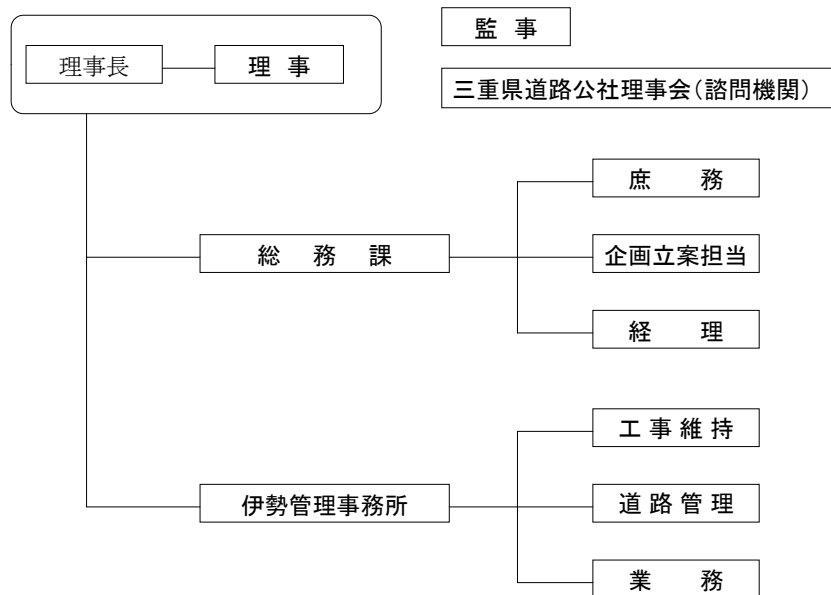 監事
理事長
理事
三重県道路公社理事会(諮問機関)
庶務
総務課
企画立案担当
経理
工事維持
伊勢管理事務所
道路管理
業務